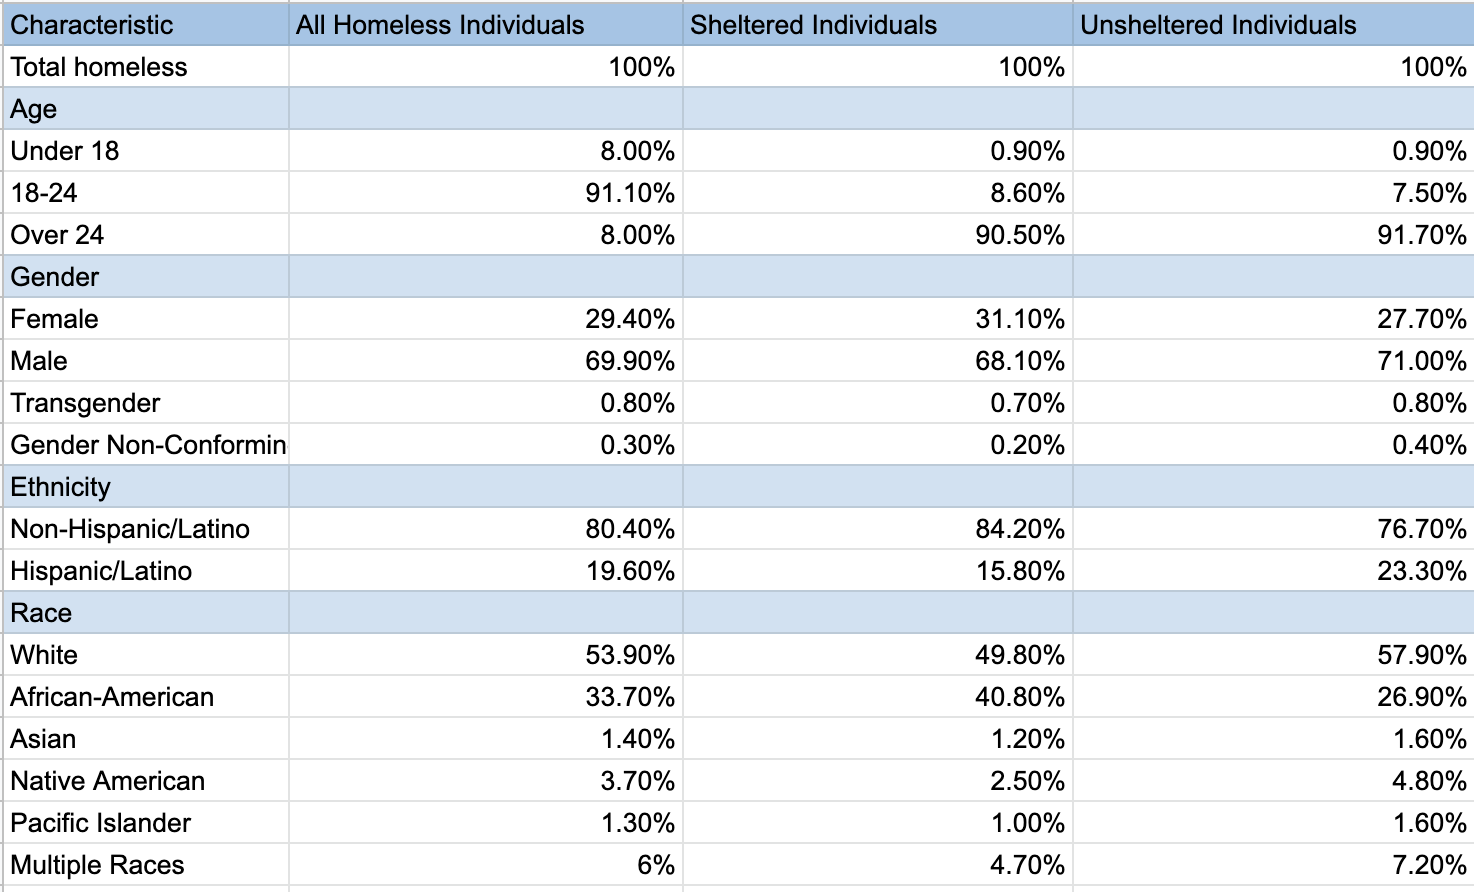 Characteristic All Homeless Individuals Sheltered Individuals Unsheltered Individuals
Total homeless 100% 100% 100%
Age
Under 18 8.00% 0.90% 0.90%
18-24 91.10% 8.60% 7.50%
Over 24 8.00% 90.50% 91.70%
Gender
Female 29.40% 31.10% 27.70%
Male 69.90% 68.10% 71.00%
Transgender 0.80% 0.70% 0.80%
Gender Non-Conformin 0.30% 0.20% 0.40%
Ethnicity
Non-Hispanic/Latino 80.40% 84.20% 76.70%
Hispanic/Latino 19.60% 15.80% 23.30%
Race
White 53.90% 49.80% 57.90%
African-American 33.70% 40.80% 26.90%
Asian 1.40% 1.20% 1.60%
Native American 3.70% 2.50% 4.80%
Pacific Islander 1.30% 1.00% 1.60%
Multiple Races 6% 4.70% 7.20%